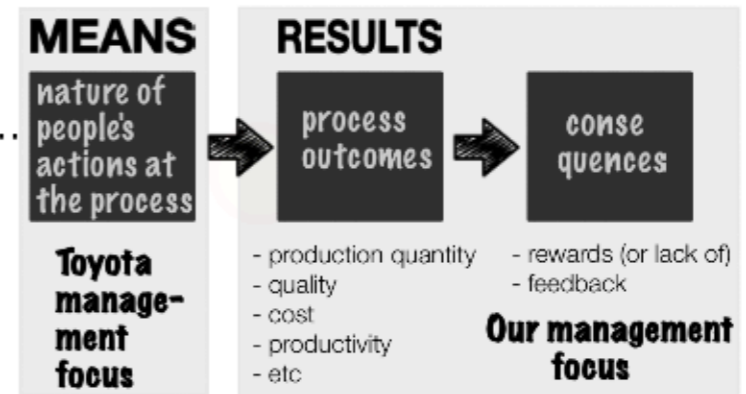 MEANS
nature of
people's
actions at
the process
Toyota
manage-
ment
focus
RESULTS
process
outcomes
- production quantity
- quality
- cost
- productivity
- etc
conse
quences
- rewards (or lack of)
- feedback
Our management
focus